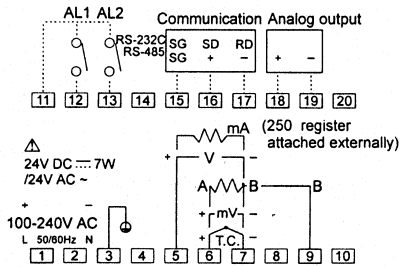 AL1 AL2
Communication Analog output
RS-232C SG SD RD
RS-485 SG + − + −
11 12 13 14 15 16 17 18 19 20
mA (250 register
attached externally)
+ V −
24V DC 7W
/24V AC ~
A B B
+ −
+ mV −
100-240V AC
L 50/60Hz N
+ T.C. −
1 2 3 4 5 6 7 8 9 10